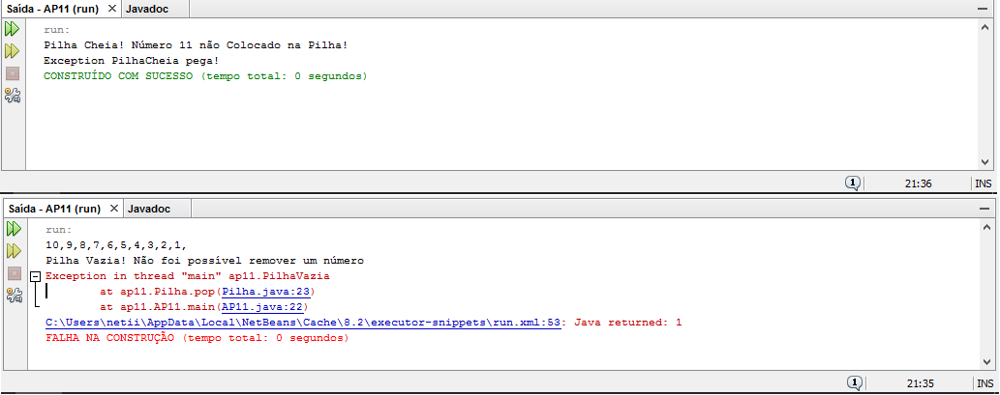 Saída - AP11 (run) × Javadoc
run:
Pilha Cheia! Número 11 não Colocado na Pilha!
Exception PilhaCheia pega!
CONSTRUÍDO COM SUCESSO (tempo total: 0 segundos)
1 21:36 INS
Saída - AP11 (run) × Javadoc
run:
10,9,8,7,6,5,4,3,2,1,
Pilha Vazia! Não foi possível remover um número
Exception in thread "main" ap11.PilhaVazia
at ap11.Pilha.pop(Pilha.java:23)
at ap11.AP11.main(AP11.java:22)
C:\Users\netii\AppData\Local\NetBeans\Cache\8.2\executor-snippets\run.xml:53: Java returned: 1
FALHA NA CONSTRUÇÃO (tempo total: 0 segundos)
1 21:35 INS